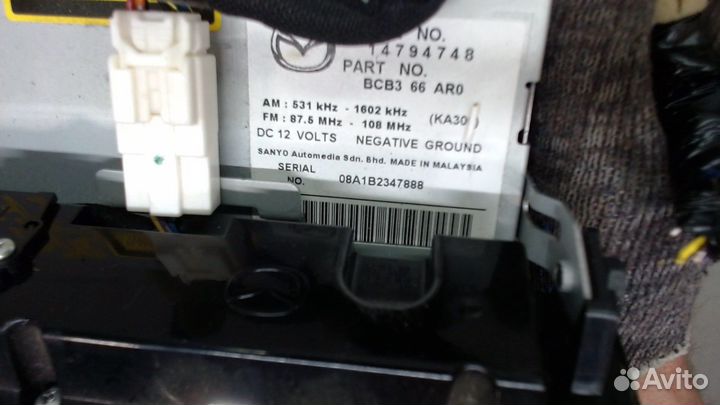 NO.
14794748
PART NO.
BCB3 66 AR0
AM : 531 kHz - 1602 kHz
(KA30 )
FM : 87.5 MHz - 108 MHz
DC 12 VOLTS NEGATIVE GROUND
SANYO Automedia Sdn. Bhd. MADE IN MALAYSIA
SERIAL
NO. 08A1B2347888
Avito